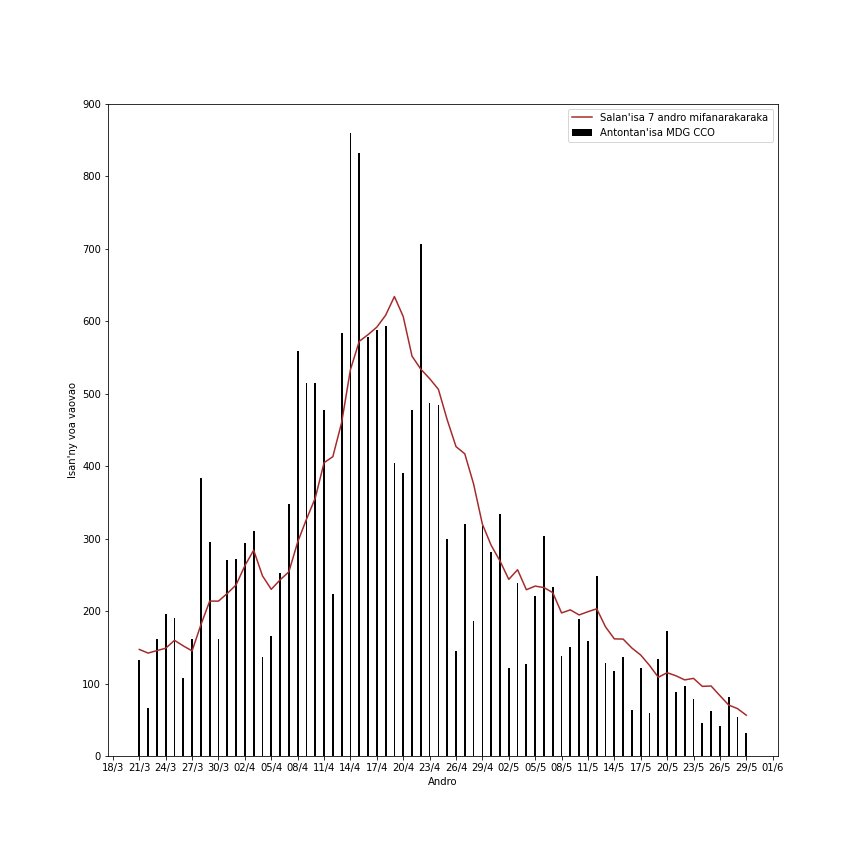 Salan'isa 7 andro mifanarakaraka
Antontan'isa MDG CCO
900
800
700
600
500
400
300
200
100
0
Isan'ny voa vaovao
18/3 21/3 24/3 27/3 30/3 02/4 05/4 08/4 11/4 14/4 17/4 20/4 23/4 26/4 29/4 02/5 05/5 08/5 11/5 14/5 17/5 20/5 23/5 26/5 29/5 01/6
Andro